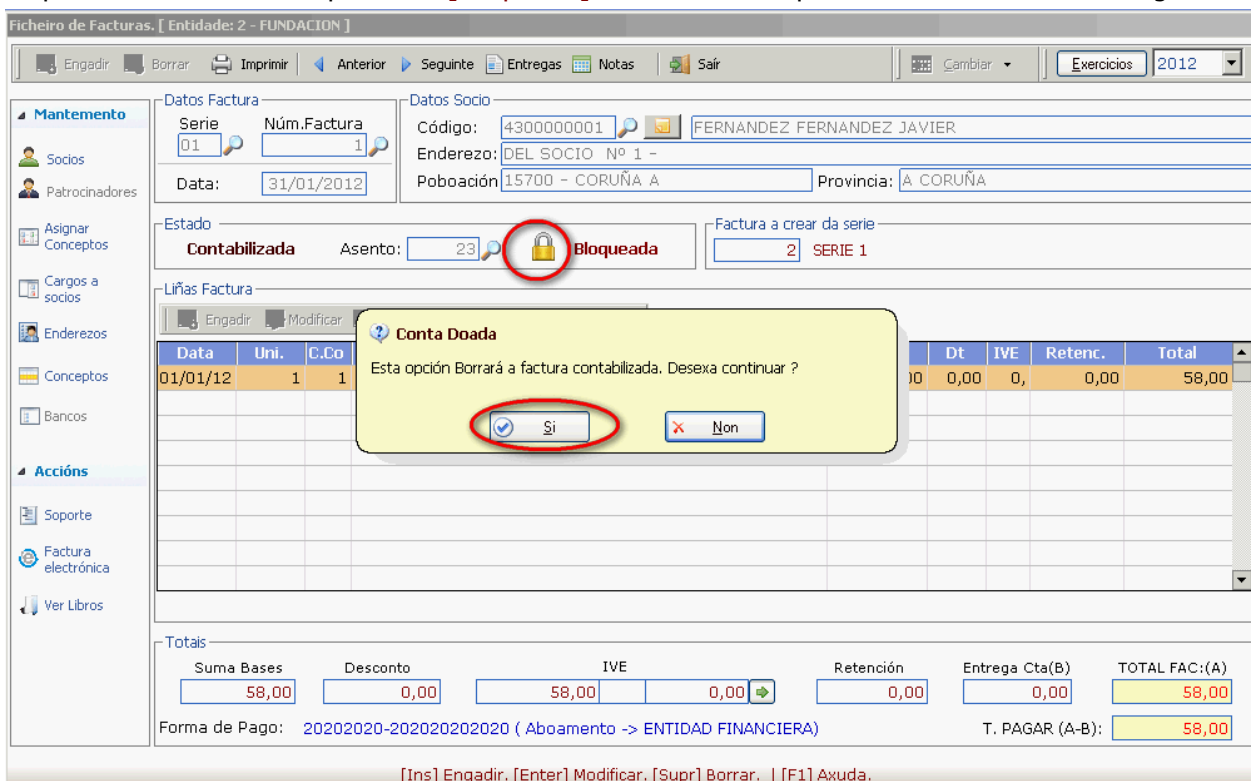 Ficheiro de Facturas. [ Entidade: 2 - FUNDACION ]
Engadir Borrar Imprimir Anterior Seguinte Entregas Notas Saír Cambiar Exercicios 2012
Mantemento
Socios
Patrocinadores
Asignar
Conceptos
Cargos a
socios
Enderezos
Conceptos
Bancos
Accións
Soporte
Factura
electrónica
Ver Libros
Datos Factura
Serie Núm.Factura
01 1
Data: 31/01/2012
Datos Socio
Código: 4300000001 FERNANDEZ FERNANDEZ JAVIER
Enderezo: DEL SOCIO Nº 1 -
Poboación 15700 - CORUÑA A Provincia: A CORUÑA
Estado
Contabilizada Asento: 23 Bloqueada
Factura a crear da serie
2 SERIE 1
Liñas Factura
Engadir Modificar
Data Uni. C.Co Dt IVE Retenc. Total
01/01/12 1 1 00 0,00 0, 0,00 58,00
Conta Doada
Esta opción Borrará a factura contabilizada. Desexa continuar ?
Si Non
Totais
Suma Bases Desconto IVE Retención Entrega Cta(B) TOTAL FAC:(A)
58,00 0,00 58,00 0,00 0,00 0,00 58,00
Forma de Pago: 20202020-202020202020 ( Aboamento -> ENTIDAD FINANCIERA) T. PAGAR (A-B): 58,00
[Ins] Engadir. [Enter] Modificar. [Supr] Borrar. | [F1] Axuda.